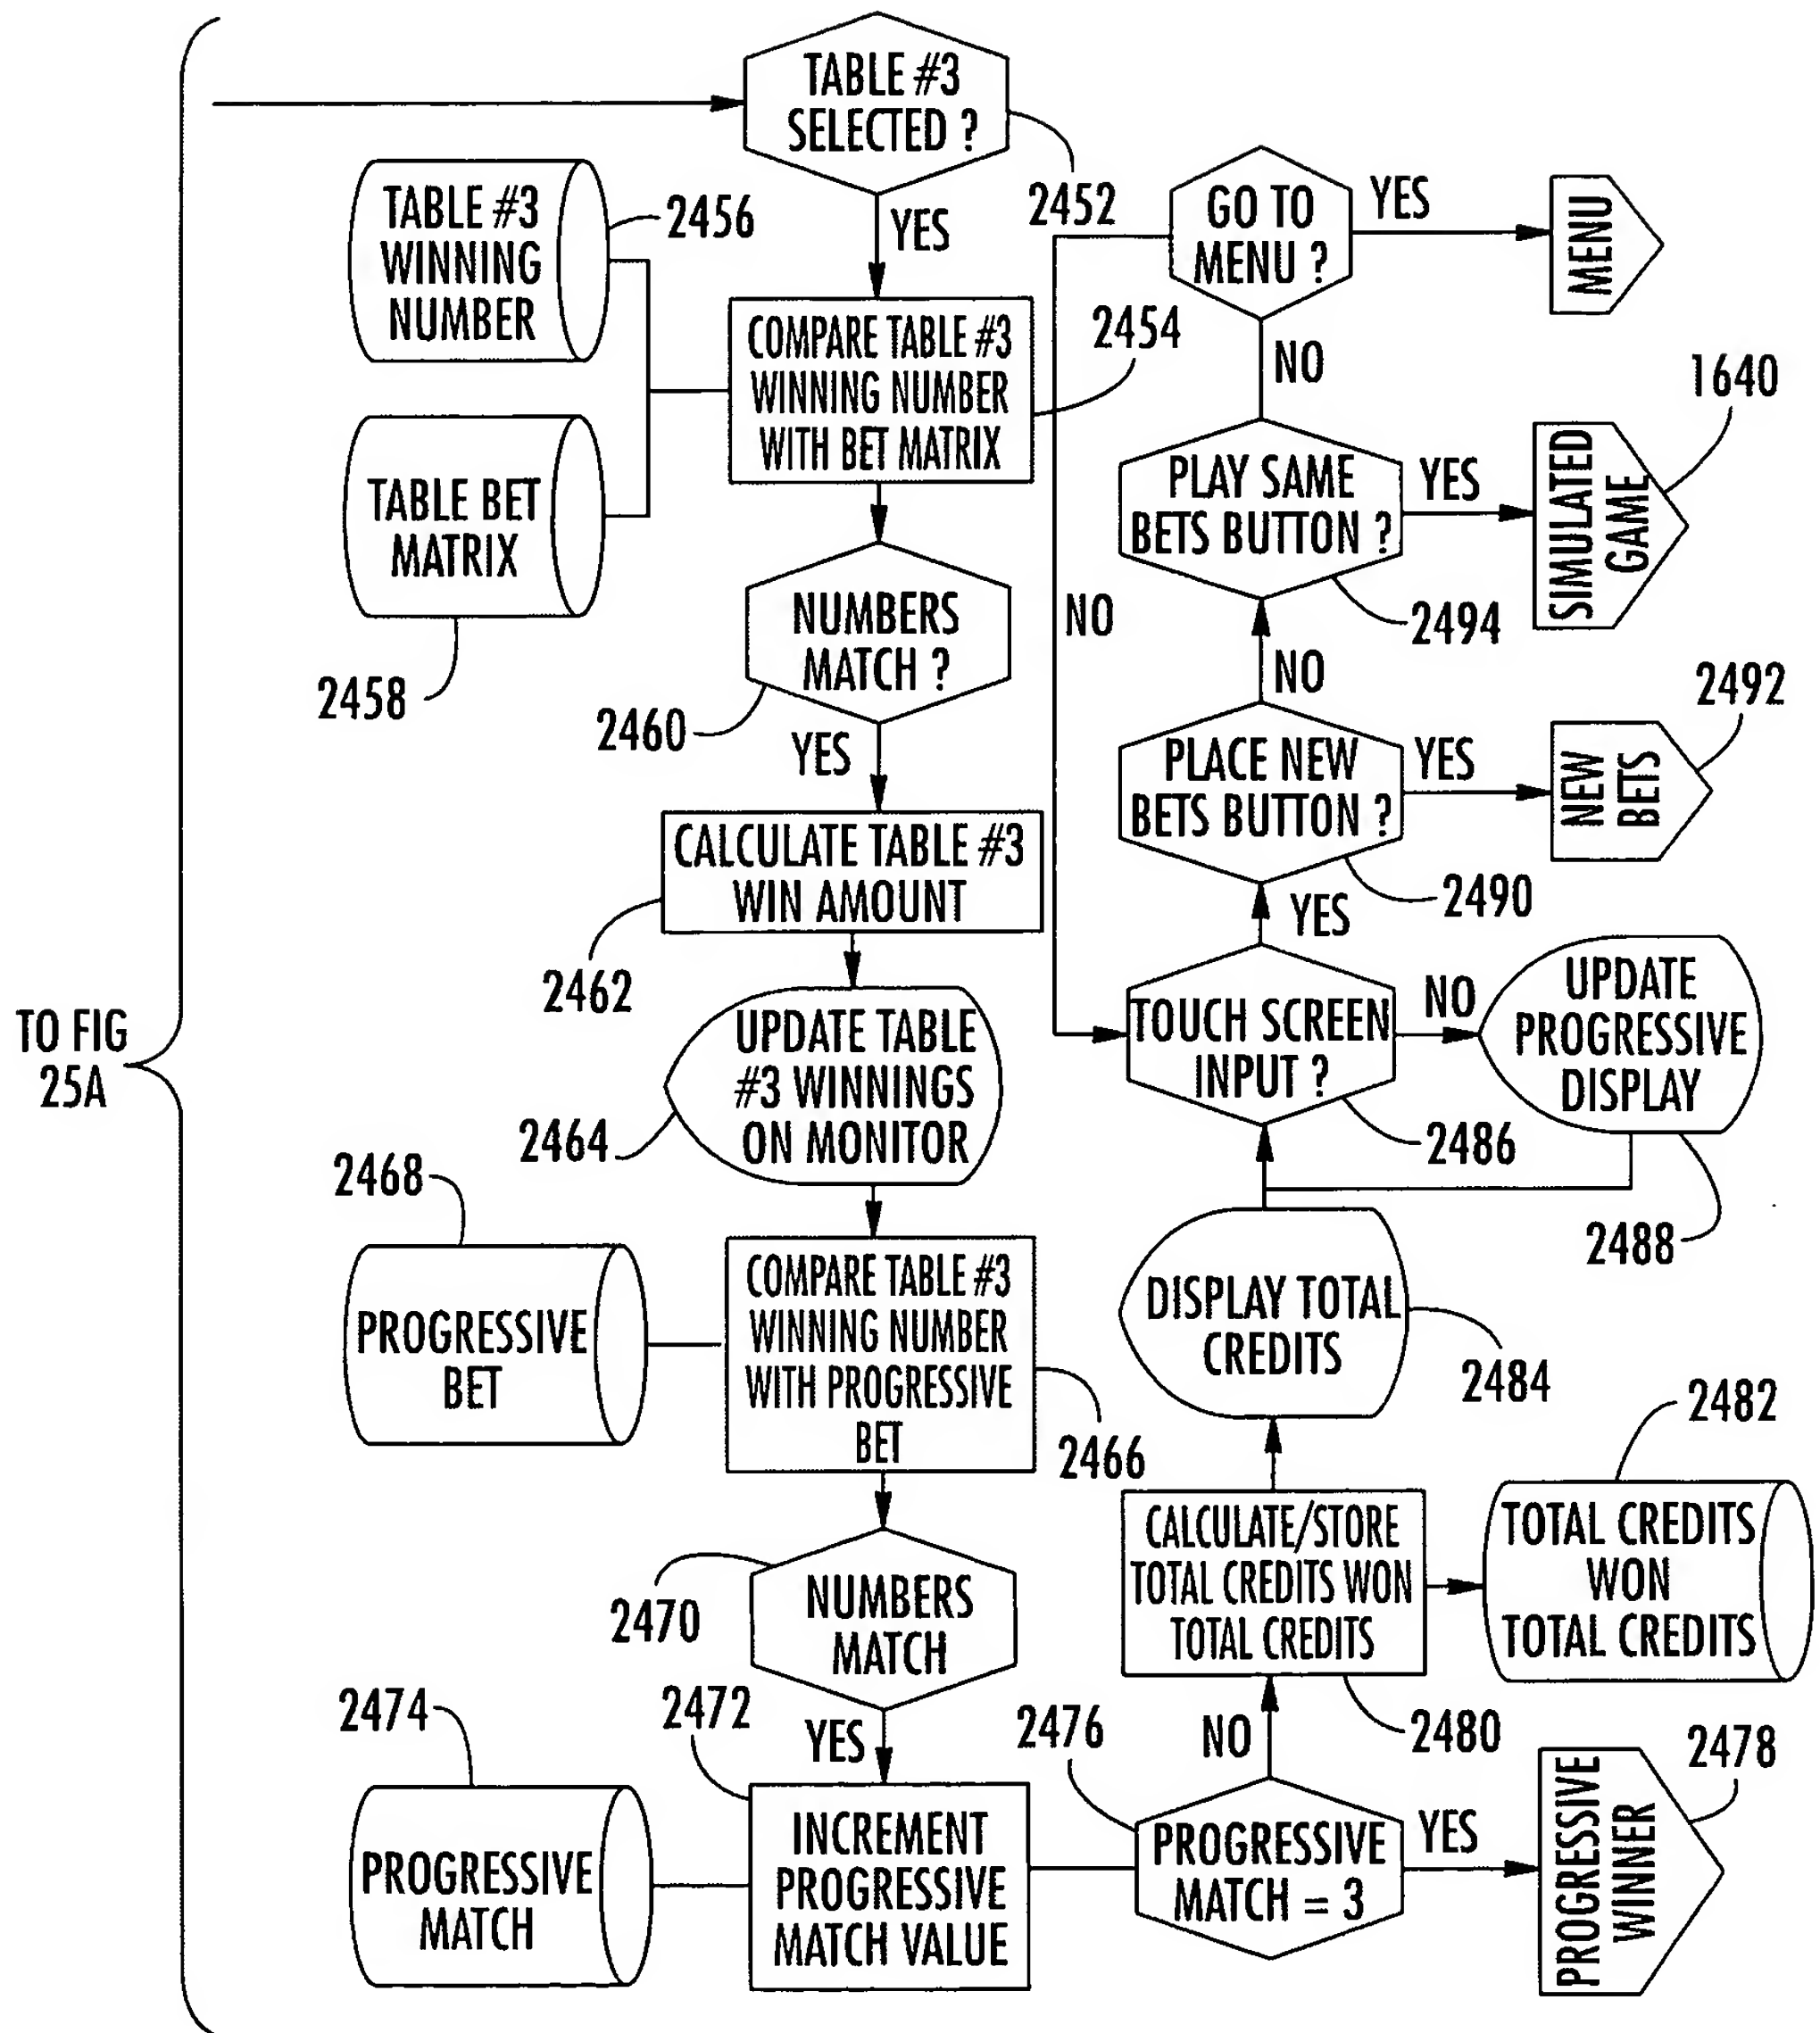 TABLE #3
SELECTED ?
2452
YES
TABLE #3
WINNING
NUMBER
2456
COMPARE TABLE #3
WINNING NUMBER
WITH BET MATRIX
2454
TABLE BET
MATRIX
2458
NUMBERS
MATCH ?
2460
YES
CALCULATE TABLE #3
WIN AMOUNT
2462
UPDATE TABLE
#3 WINNINGS
ON MONITOR
2464
TO FIG
25A
2468
PROGRESSIVE
BET
COMPARE TABLE #3
WINNING NUMBER
WITH PROGRESSIVE
BET
2466
2470
NUMBERS
MATCH
YES
2474
PROGRESSIVE
MATCH
2472
INCREMENT
PROGRESSIVE
MATCH VALUE
2476
PROGRESSIVE
MATCH = 3
YES
PROGRESSIVE
WINNER
2478
NO
CALCULATE/STORE
TOTAL CREDITS WON
TOTAL CREDITS
2480
TOTAL CREDITS
WON
TOTAL CREDITS
2482
DISPLAY TOTAL
CREDITS
2484
TOUCH SCREEN
INPUT ?
2486
NO
UPDATE
PROGRESSIVE
DISPLAY
2488
YES
PLACE NEW
BETS BUTTON ?
2490
YES
NEW
BETS
2492
NO
PLAY SAME
BETS BUTTON ?
2494
YES
SIMULATED
GAME
1640
NO
GO TO
MENU ?
YES
MENU
NO